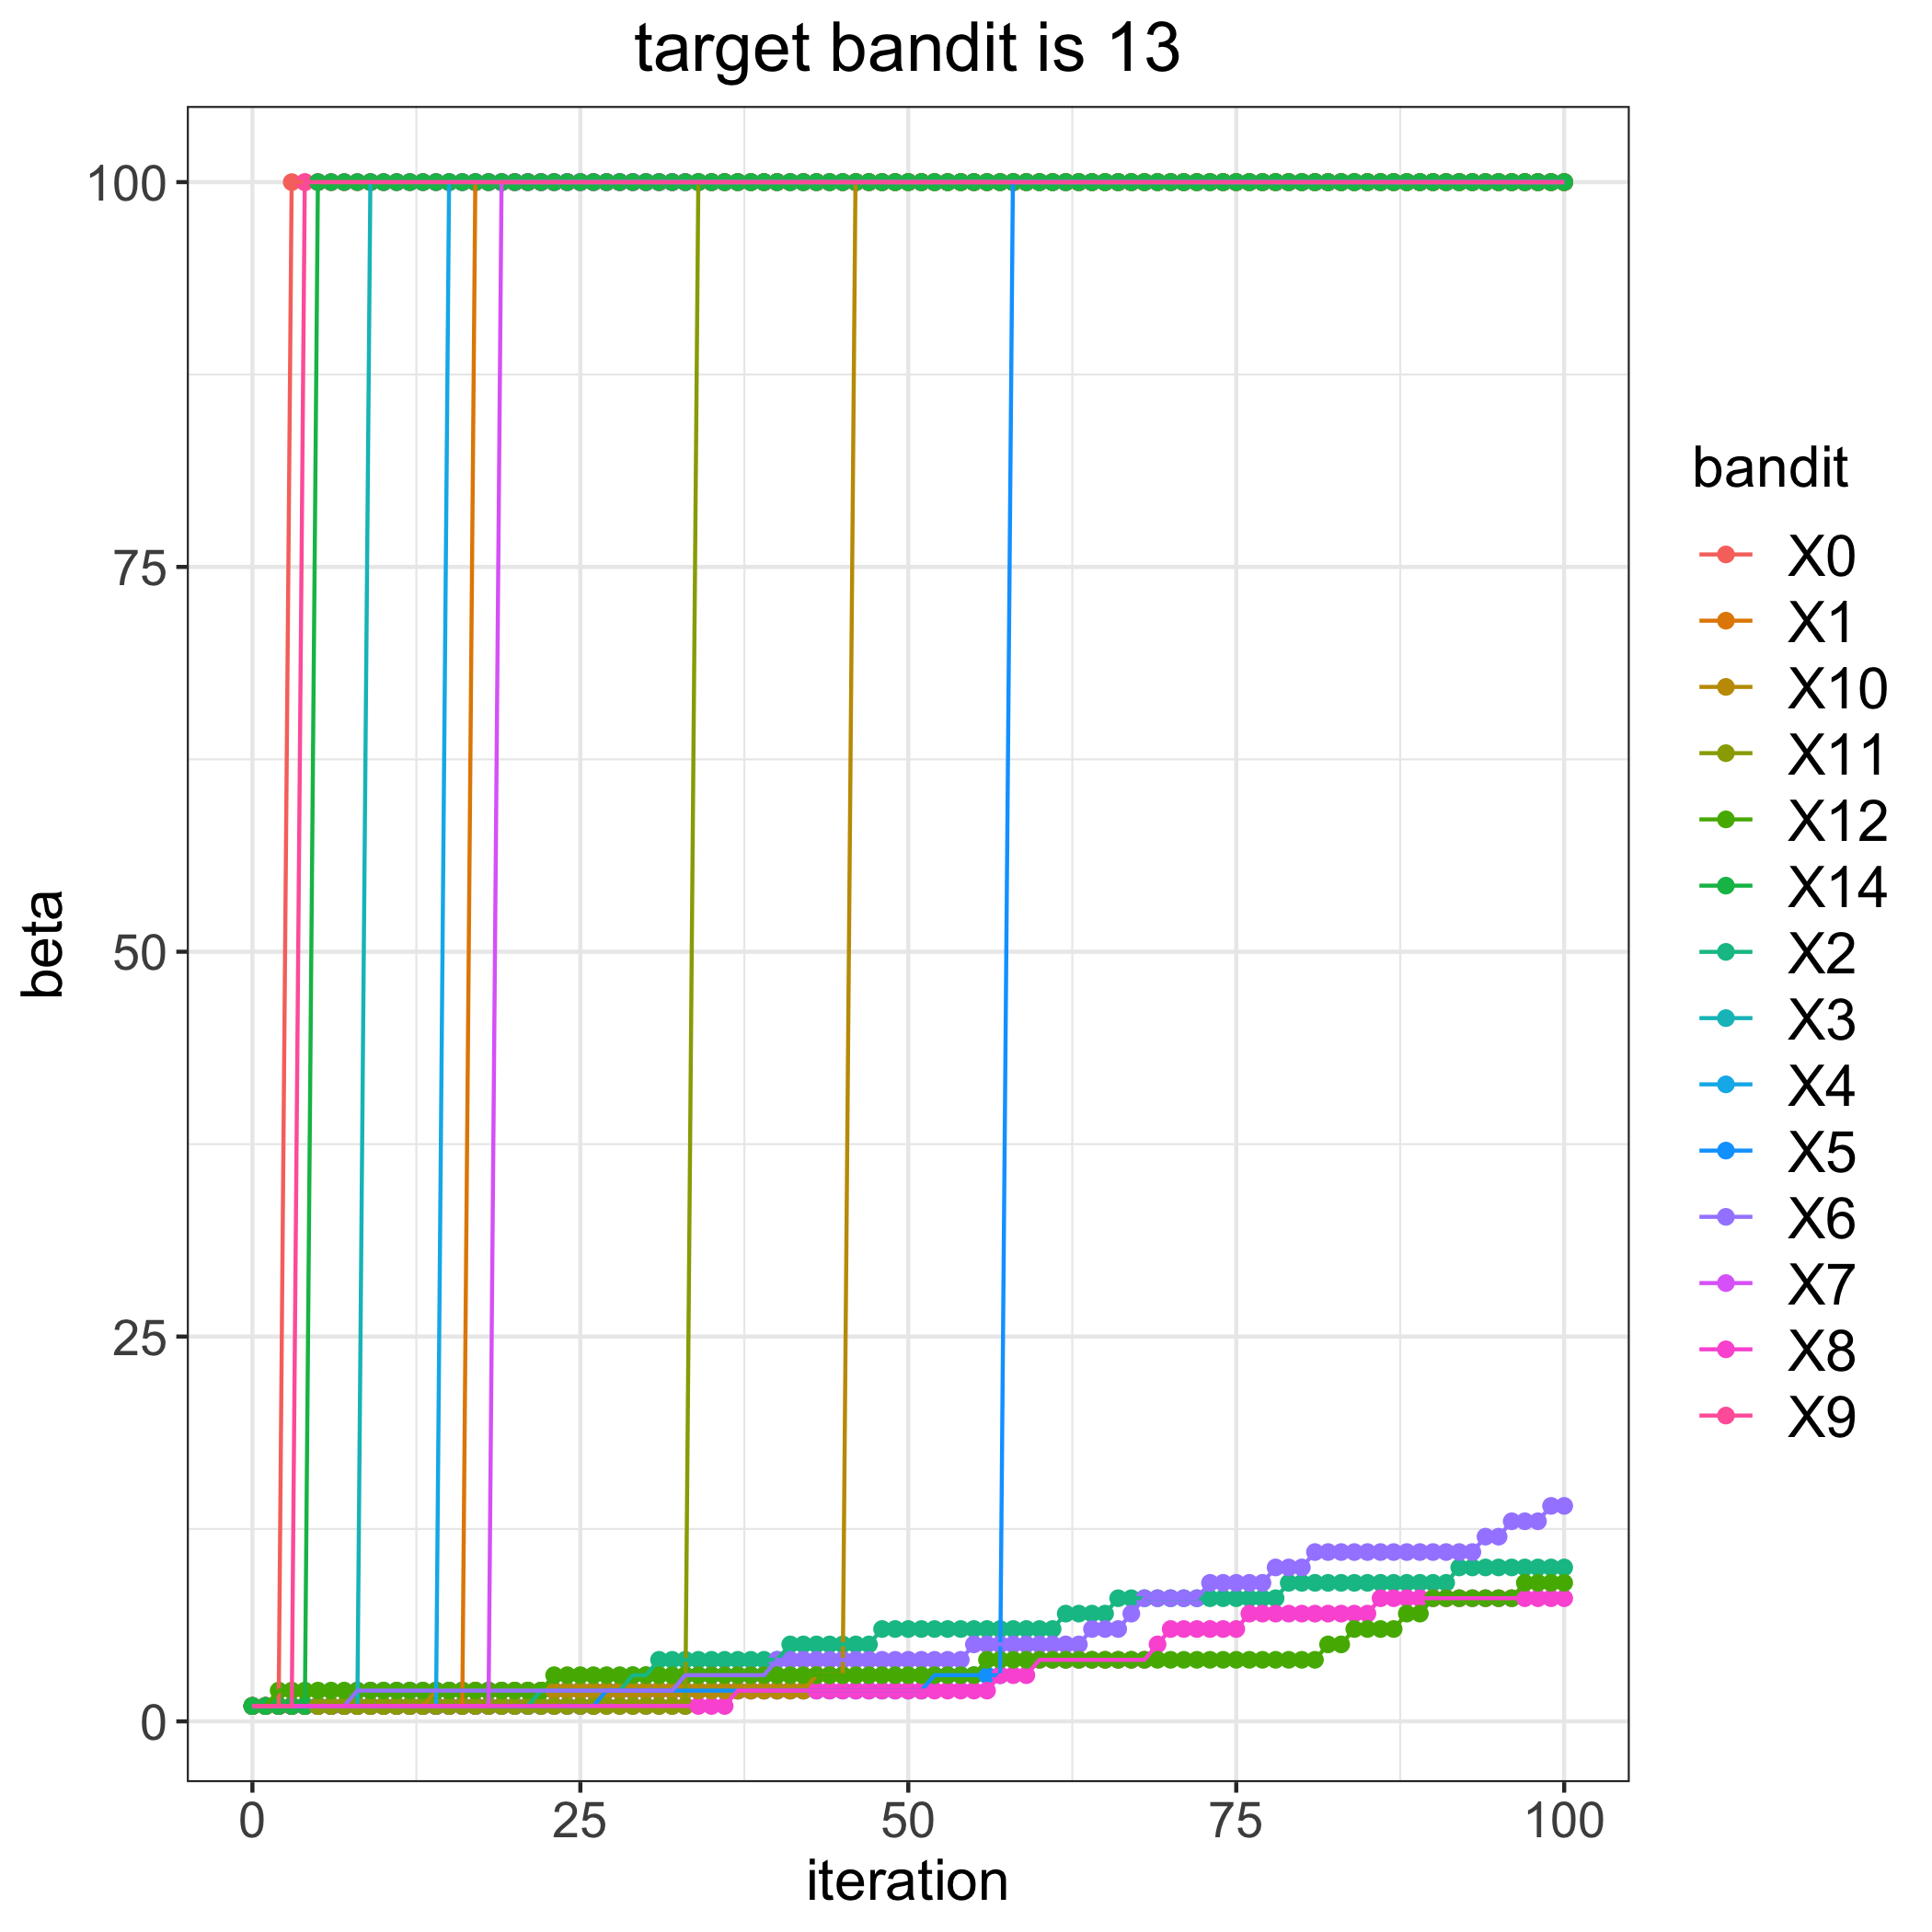 target bandit is 13
100
75
50
25
0
beta
0 25 50 75 100
iteration
bandit
X0
X1
X10
X11
X12
X14
X2
X3
X4
X5
X6
X7
X8
X9